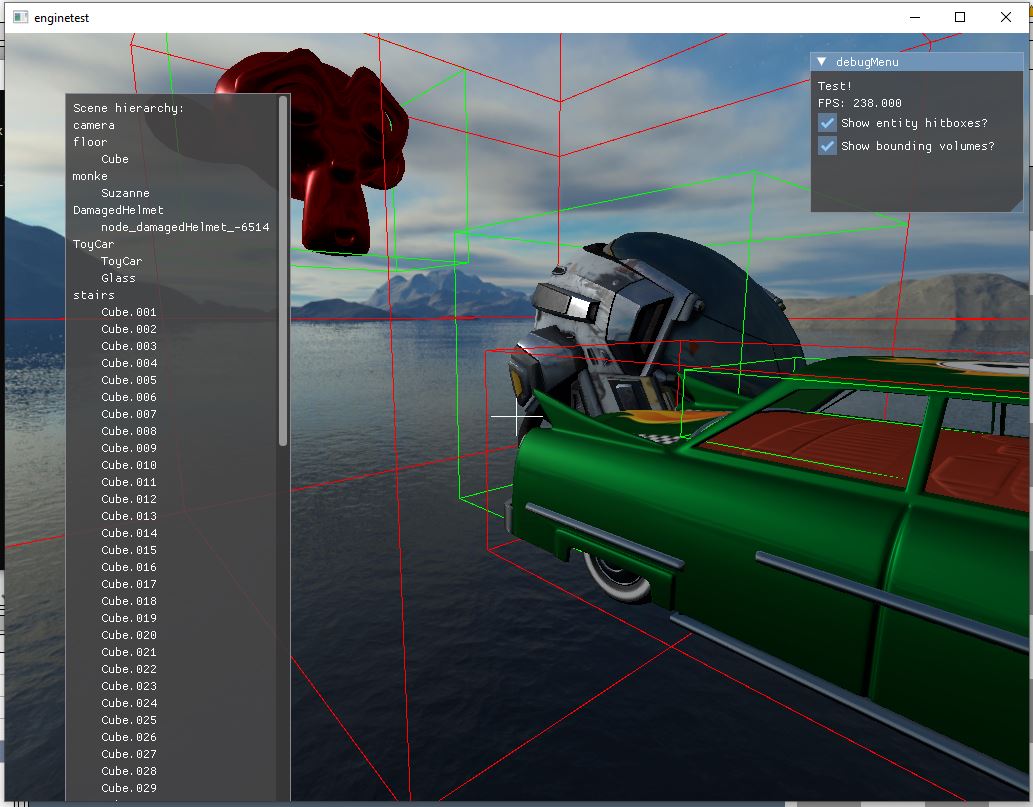 enginetest
debugMenu
Test!
FPS: 238.000
Show entity hitboxes?
Show bounding volumes?
Scene hierarchy:
camera
floor
Cube
monke
Suzanne
DamagedHelmet
node_damagedHelmet_-6514
ToyCar
ToyCar
Glass
stairs
Cube.001
Cube.002
Cube.003
Cube.004
Cube.005
Cube.006
Cube.007
Cube.008
Cube.009
Cube.010
Cube.011
Cube.012
Cube.013
Cube.014
Cube.015
Cube.016
Cube.017
Cube.018
Cube.019
Cube.020
Cube.021
Cube.022
Cube.023
Cube.024
Cube.025
Cube.026
Cube.027
Cube.028
Cube.029